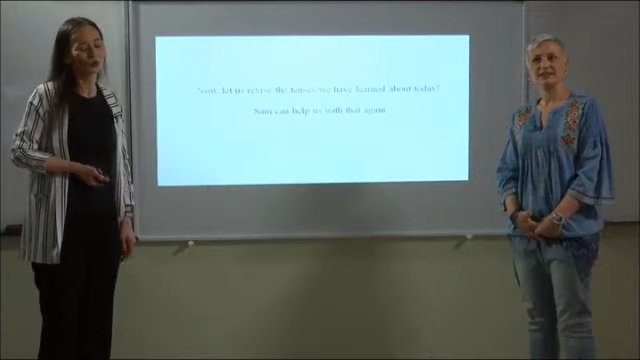 Now, let us revise the tenses we have learned about today!
Sam can help us with that again